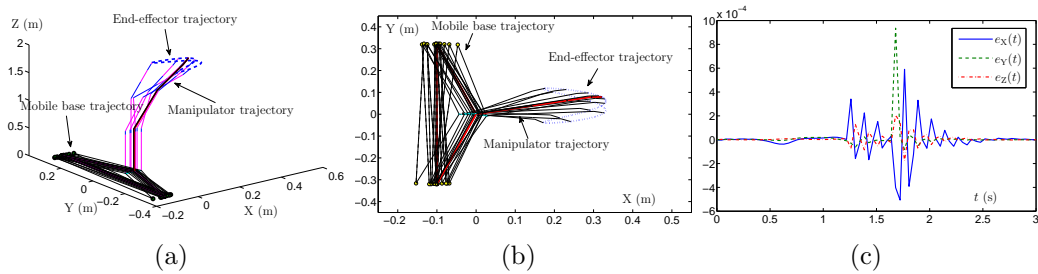 Z (m)
End-effector trajectory
2
1.5
1
0.5
0
Mobile base trajectory
Manipulator trajectory
0.2
0
-0.2
-0.4
Y (m)
-0.2
0
0.2
0.4
0.6
X (m)
(a)
Y (m)
Mobile base trajectory
End-effector trajectory
Manipulator trajectory
0.4
0.3
0.2
0.1
0
-0.1
-0.2
-0.3
-0.4
-0.2
-0.1
0
0.1
0.2
0.3
0.4
0.5
X (m)
(b)
× 10⁻⁴
10
8
6
4
2
0
-2
-4
-6
eX(t)
eY(t)
eZ(t)
0
0.5
1
1.5
2
2.5
3
t (s)
(c)